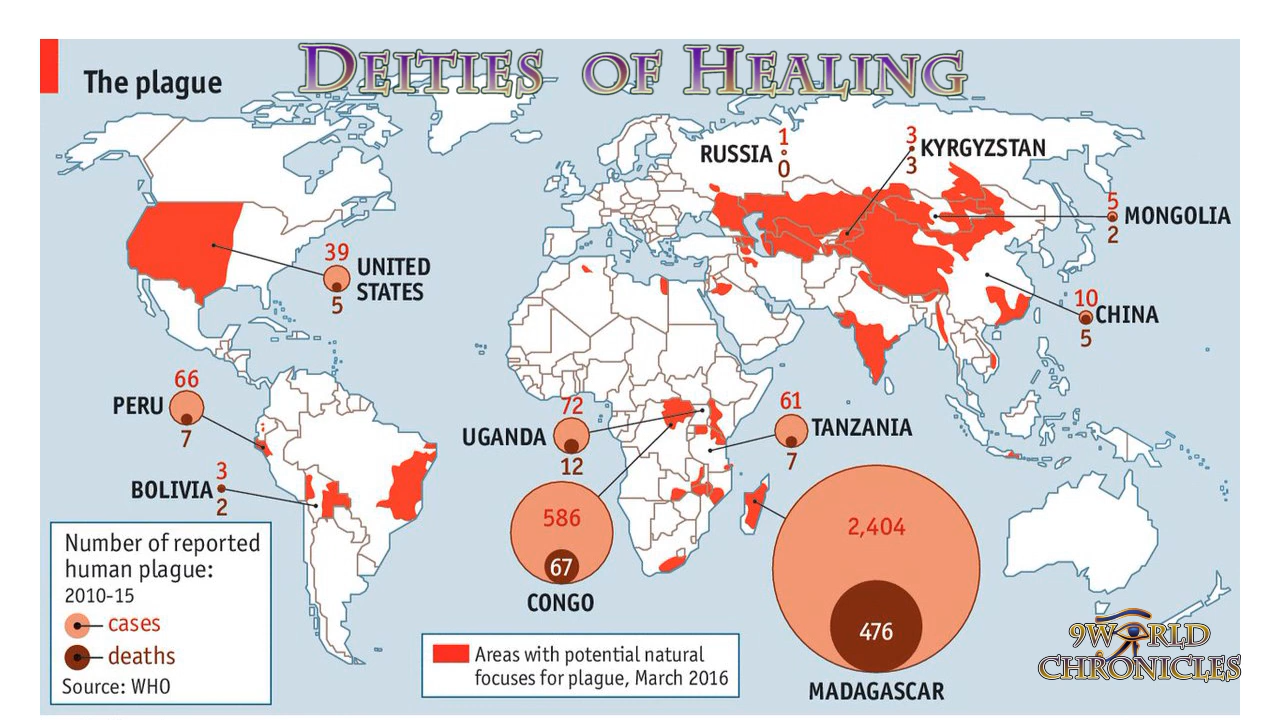 DEITIES OF HEALING
The plague
RUSSIA
1
0
3
KYRGYZSTAN
3
5
MONGOLIA
2
39
UNITED
STATES
5
10
CHINA
5
66
PERU
7
72
UGANDA
12
61
TANZANIA
7
3
BOLIVIA
2
586
67
CONGO
2,404
476
MADAGASCAR
Number of reported
human plague:
2010-15
cases
deaths
Source: WHO
Areas with potential natural
focuses for plague, March 2016
9WORLD
CHRONICLES